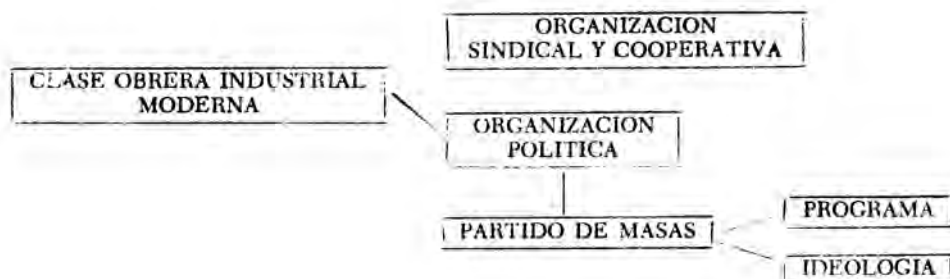 ORGANIZACION
SINDICAL Y COOPERATIVA
CLASE OBRERA INDUSTRIAL
MODERNA
ORGANIZACION
POLITICA
PARTIDO DE MASAS
PROGRAMA
IDEOLOGIA